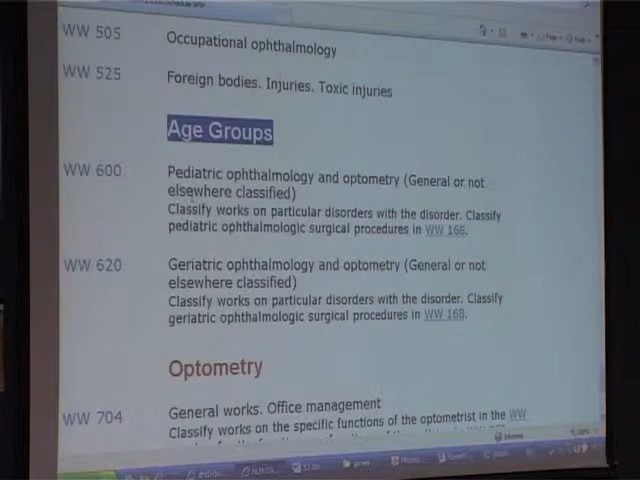 WW 505 Occupational ophthalmology
WW 525 Foreign bodies. Injuries. Toxic injuries
Age Groups
WW 600 Pediatric ophthalmology and optometry (General or not
elsewhere classified)
Classify works on particular disorders with the disorder. Classify
pediatric ophthalmologic surgical procedures in WW 168.
WW 620 Geriatric ophthalmology and optometry (General or not
elsewhere classified)
Classify works on particular disorders with the disorder. Classify
geriatric ophthalmologic surgical procedures in WW 168.
Optometry
WW 704 General works. Office management
Classify works on the specific functions of the optometrist in the WW